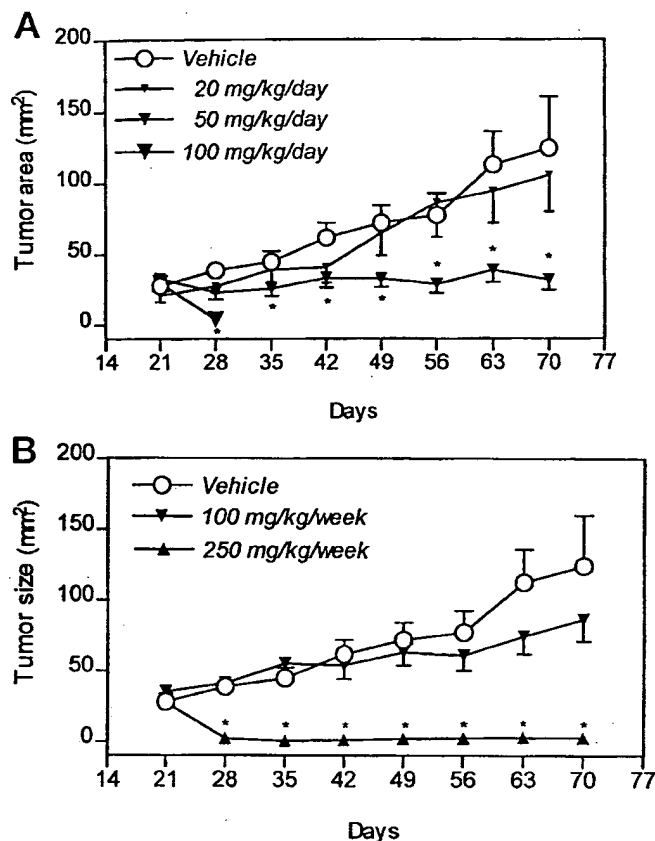 A
200
150
100
50
0
Tumor area (mm²)
Vehicle
20 mg/kg/day
50 mg/kg/day
100 mg/kg/day
* * * * * * * *
14 21 28 35 42 49 56 63 70 77
Days
B
200
150
100
50
0
Tumor size (mm²)
Vehicle
100 mg/kg/week
250 mg/kg/week
* * * * * * *
14 21 28 35 42 49 56 63 70 77
Days